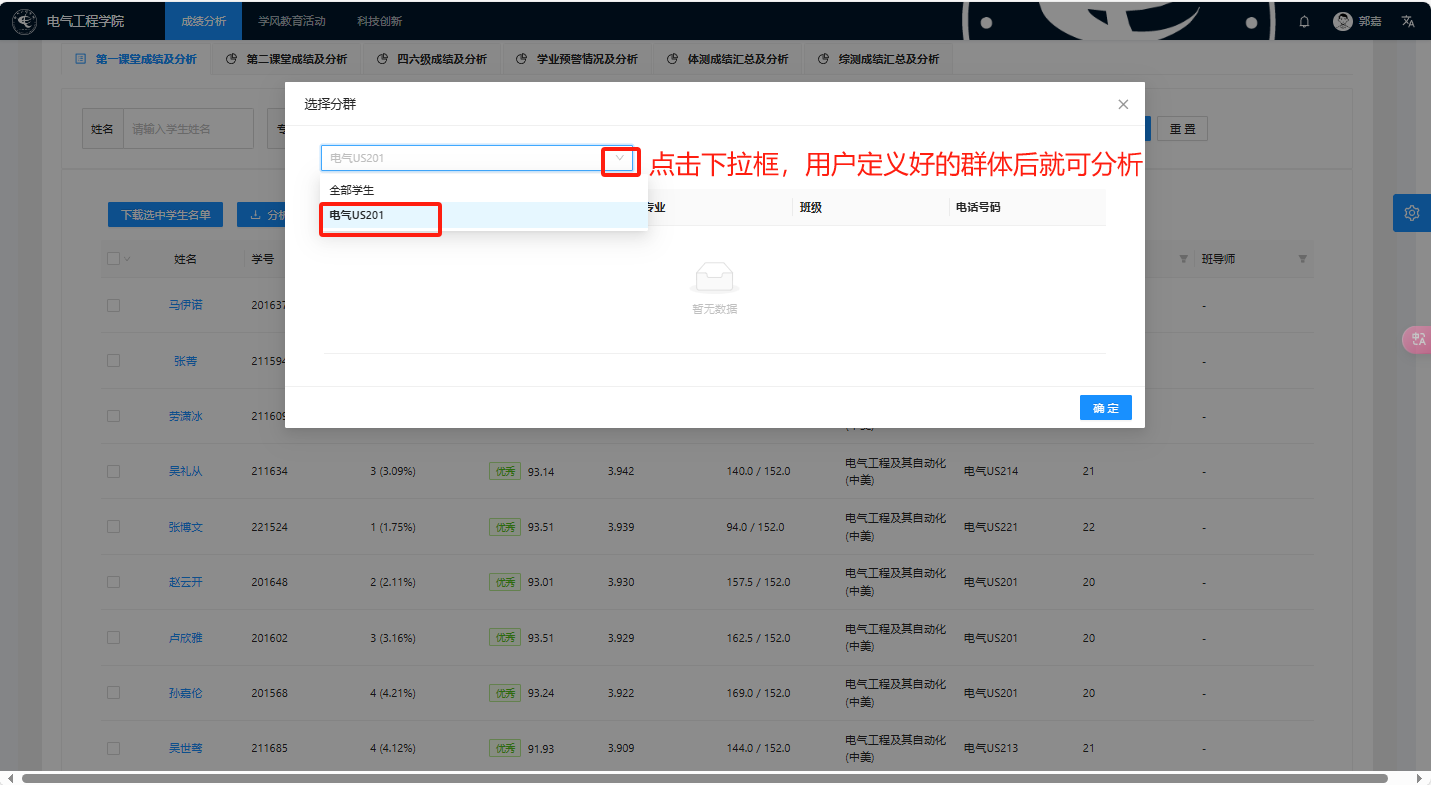 电气工程学院 成绩分析 学风教育活动 科技创新 郭嘉
第一课堂成绩及分析 第二课堂成绩及分析 四六级成绩及分析 学业预警情况及分析 体测成绩汇总及分析 综测成绩汇总及分析
选择分群
姓名 请输入学生姓名 专 重 置
电气US201
点击下拉框，用户定义好的群体后就可分析
全部学生
电气US201
专业 班级 电话号码
下载选中学生名单 分析
姓名 学号 班导师
暂无数据
马伊诺 201637 -
张菁 211594 -
劳潇冰 211609 -
确 定
(中美)
吴礼从 211634 3 (3.09%) 优秀 93.14 3.942 140.0 / 152.0 电气工程及其自动化 电气US214 21 -
(中美)
张博文 221524 1 (1.75%) 优秀 93.51 3.939 94.0 / 152.0 电气工程及其自动化 电气US221 22 -
(中美)
赵云开 201648 2 (2.11%) 优秀 93.01 3.930 157.5 / 152.0 电气工程及其自动化 电气US201 20 -
(中美)
卢欣雅 201602 3 (3.16%) 优秀 93.51 3.929 162.5 / 152.0 电气工程及其自动化 电气US201 20 -
(中美)
孙嘉伦 201568 4 (4.21%) 优秀 93.24 3.922 169.0 / 152.0 电气工程及其自动化 电气US201 20 -
(中美)
吴世 211685 4 (4.12%) 优秀 91.93 3.909 144.0 / 152.0 电气工程及其自动化 电气US213 21 -
(中美)